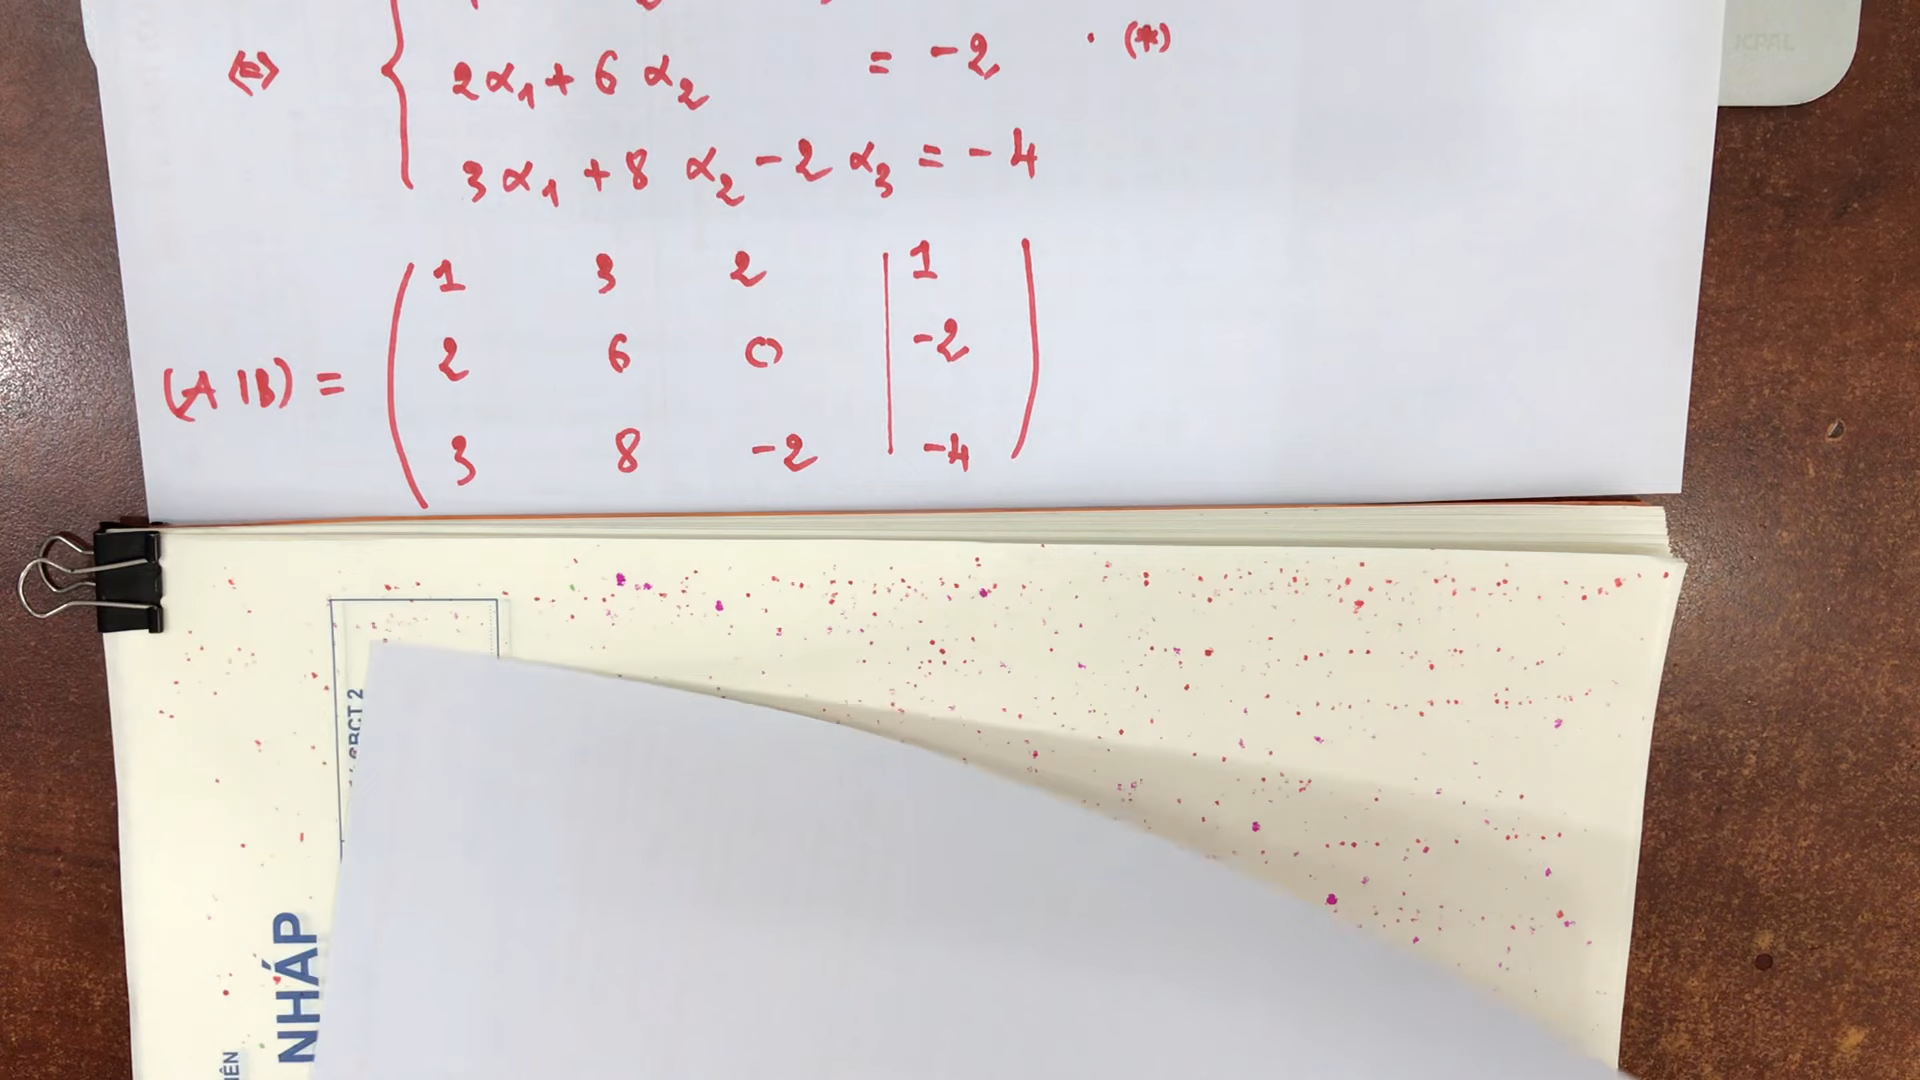 ⇔ { 2α₁ + 6α₂ = -2 . (*)
3α₁ + 8α₂ - 2α₃ = -4
(A|B) = ( 1 3 2 | 1 )
2 6 0 | -2
3 8 -2 | -4
NHÁP